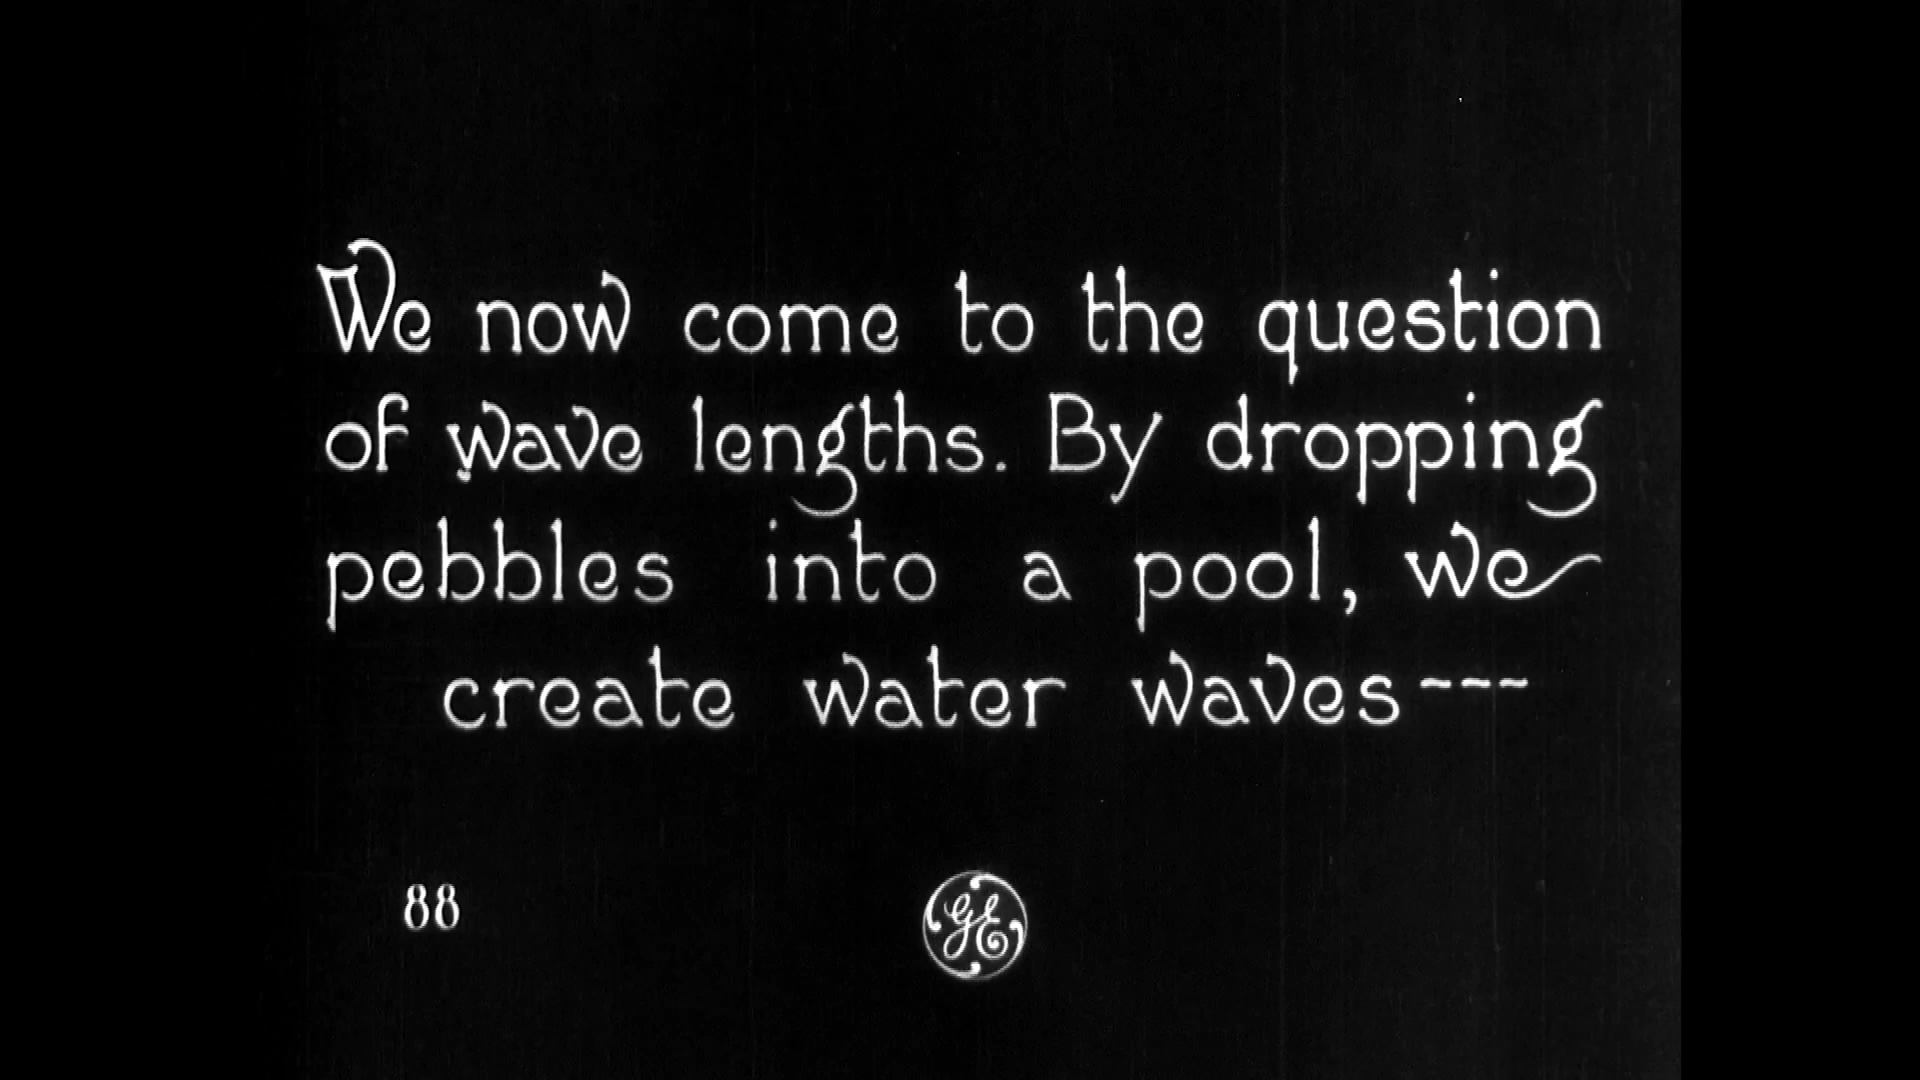 We now come to the question
of wave lengths. By dropping
pebbles into a pool, we
create water waves---
88
GE